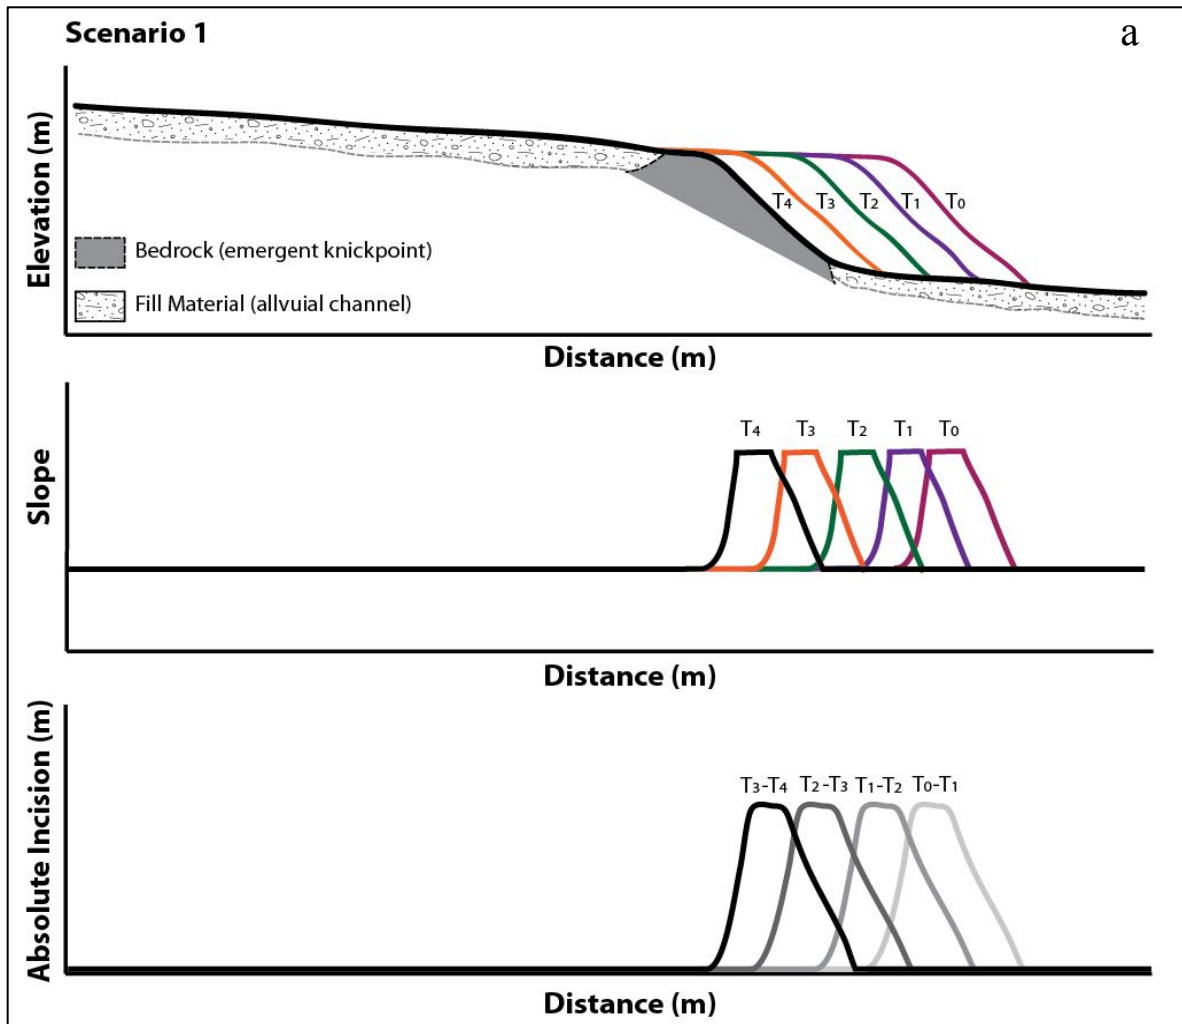 Scenario 1
a
Elevation (m)
T4
T3
T2
T1
T0
Bedrock (emergent knickpoint)
Fill Material (allvuial channel)
Distance (m)
Slope
T4
T3
T2
T1
T0
Distance (m)
Absolute Incision (m)
T3-T4
T2-T3
T1-T2
T0-T1
Distance (m)